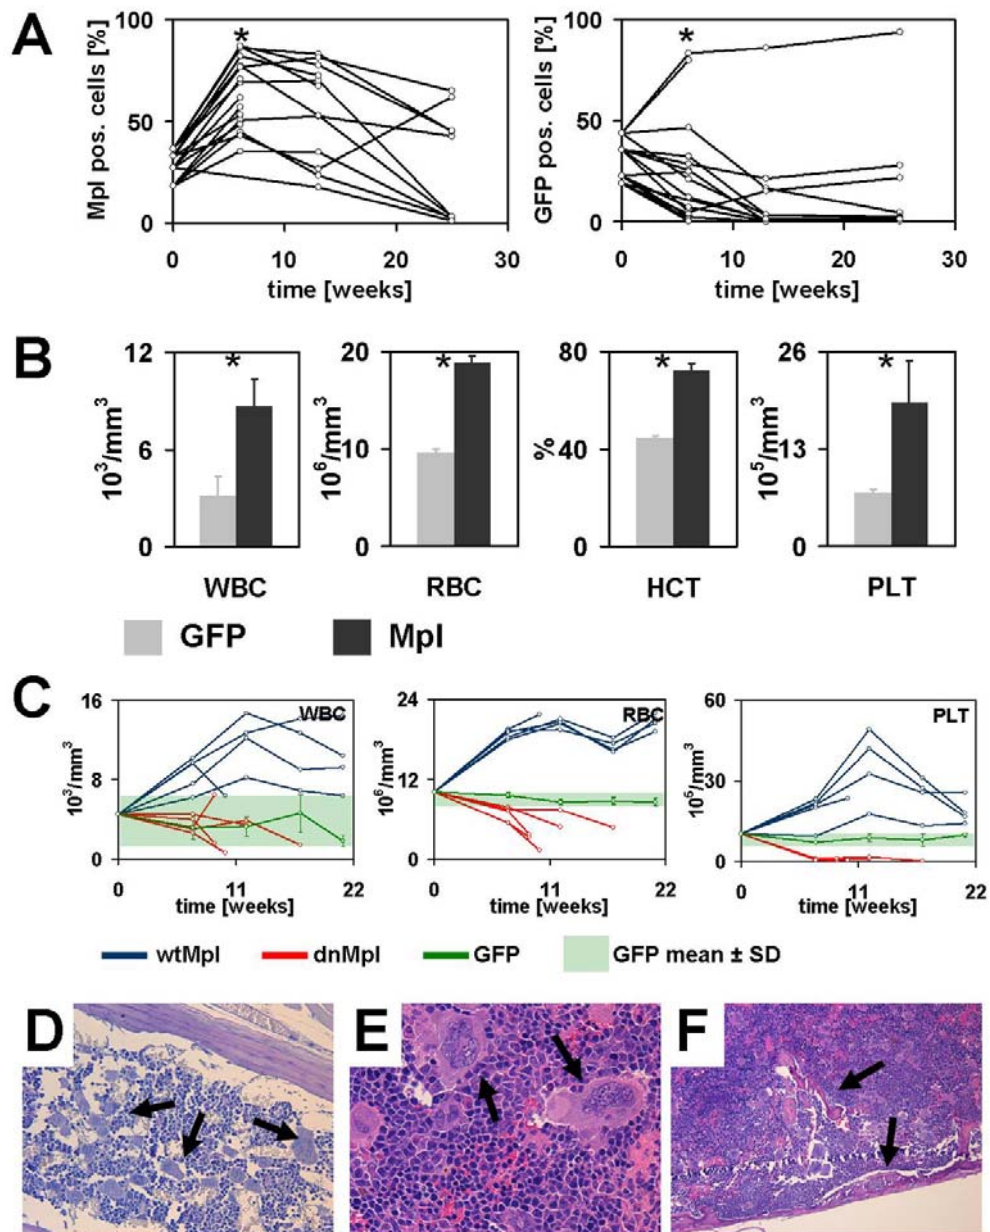 A
Mpl pos. cells [%]
100
50
0
*
0 10 20 30
time [weeks]
GFP pos. cells [%]
100
50
0
*
0 10 20 30
time [weeks]
B
10³/mm³
12
6
0
*
WBC
10⁶/mm³
20
10
0
*
RBC
%
80
40
0
*
HCT
10⁵/mm³
26
13
0
*
PLT
GFP Mpl
C
10³/mm³
16
8
0
WBC
0 11 22
time [weeks]
10⁶/mm³
24
12
0
RBC
0 11 22
time [weeks]
10⁶/mm³
60
30
0
PLT
0 11 22
time [weeks]
wtMpl dnMpl GFP GFP mean ± SD
D E F